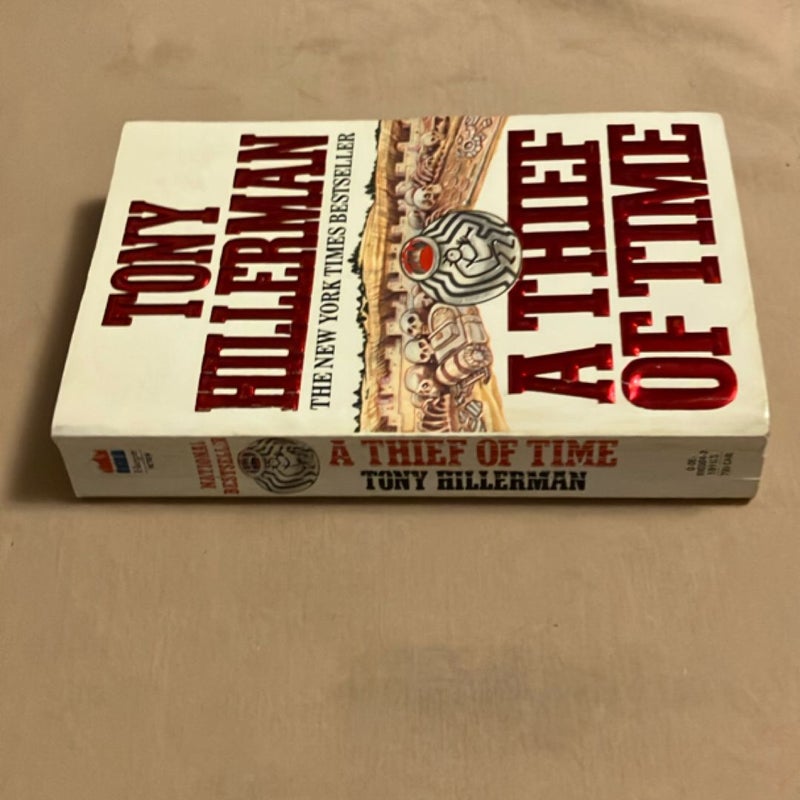 TONY
HILLERMAN
THE NEW YORK TIMES BESTSELLER
A THIEF
OF TIME
NATIONAL
BESTSELLER
A THIEF OF TIME
TONY HILLERMAN